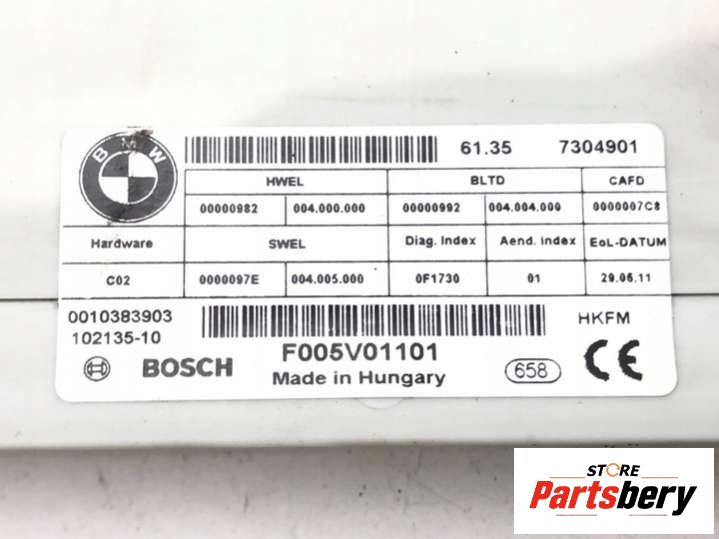 BMW
61.35 7304901
HWEL BLTD CAFD
00000982 004.000.000 00000992 004.004.000 0000007C8
Hardware SWEL Diag. Index Aend. Index EoL-DATUM
C02 0000097E 004.005.000 0F1730 01 29.06.11
0010383903 HKFM
102135-10
BOSCH F005V01101 658 CE
Made in Hungary
STORE
Partsbery